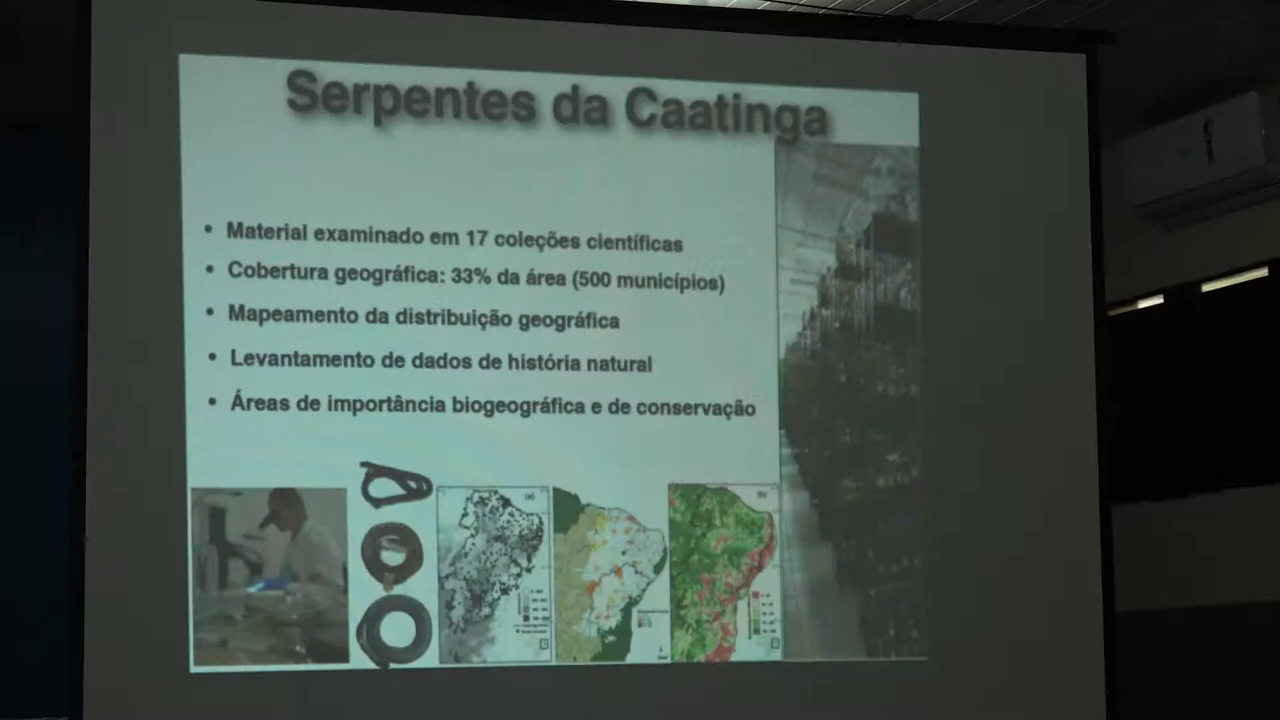 Serpentes da Caatinga
• Material examinado em 17 coleções científicas
• Cobertura geográfica: 33% da área (500 municípios)
• Mapeamento da distribuição geográfica
• Levantamento de dados de história natural
• Áreas de importância biogeográfica e de conservação
(a)
(b)